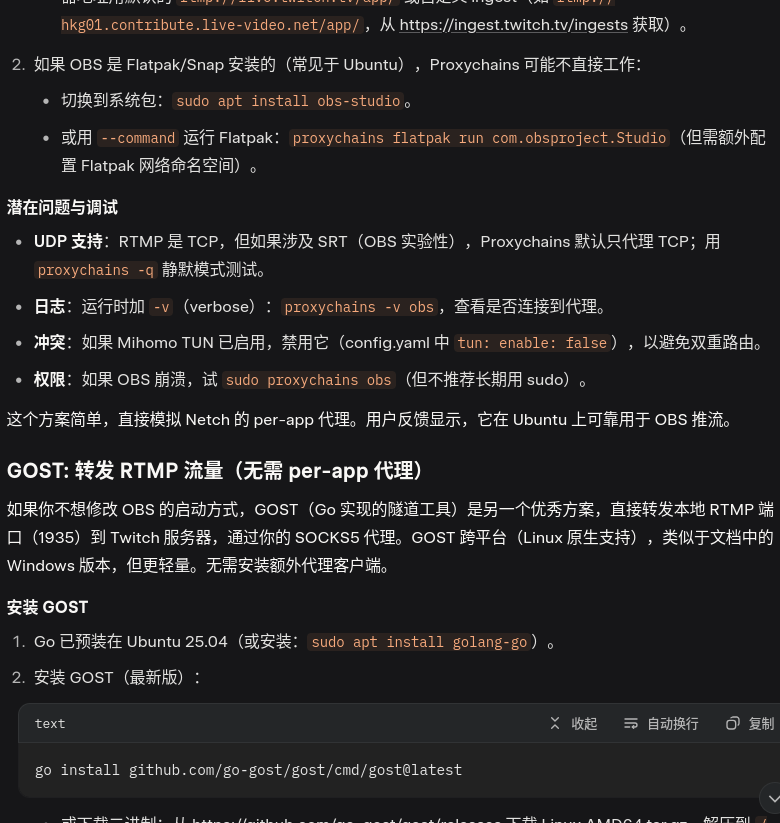 rtmp://
hkg01.contribute.live-video.net/app/，从 https://ingest.twitch.tv/ingests 获取）。
2. 如果 OBS 是 Flatpak/Snap 安装的（常见于 Ubuntu），Proxychains 可能不直接工作：
• 切换到系统包：sudo apt install obs-studio。
• 或用 --command 运行 Flatpak：proxychains flatpak run com.obsproject.Studio（但需额外配
置 Flatpak 网络命名空间）。
潜在问题与调试
• UDP 支持：RTMP 是 TCP，但如果涉及 SRT（OBS 实验性），Proxychains 默认只代理 TCP；用
proxychains -q 静默模式测试。
• 日志：运行时加 -v（verbose）：proxychains -v obs，查看是否连接到代理。
• 冲突：如果 Mihomo TUN 已启用，禁用它（config.yaml 中 tun: enable: false），以避免双重路由。
• 权限：如果 OBS 崩溃，试 sudo proxychains obs（但不推荐长期用 sudo）。
这个方案简单，直接模拟 Netch 的 per-app 代理。用户反馈显示，它在 Ubuntu 上可靠用于 OBS 推流。
GOST: 转发 RTMP 流量（无需 per-app 代理）
如果你不想修改 OBS 的启动方式，GOST（Go 实现的隧道工具）是另一个优秀方案，直接转发本地 RTMP 端
口（1935）到 Twitch 服务器，通过你的 SOCKS5 代理。GOST 跨平台（Linux 原生支持），类似于文档中的
Windows 版本，但更轻量。无需安装额外代理客户端。
安装 GOST
1. Go 已预装在 Ubuntu 25.04（或安装：sudo apt install golang-go）。
2. 安装 GOST（最新版）：
text 收起 自动换行 复制
go install github.com/go-gost/gost/cmd/gost@latest